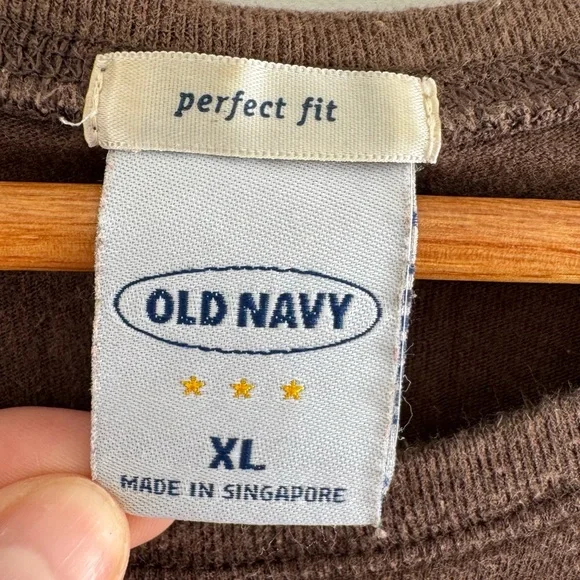 perfect fit
OLD NAVY
XL
MADE IN SINGAPORE